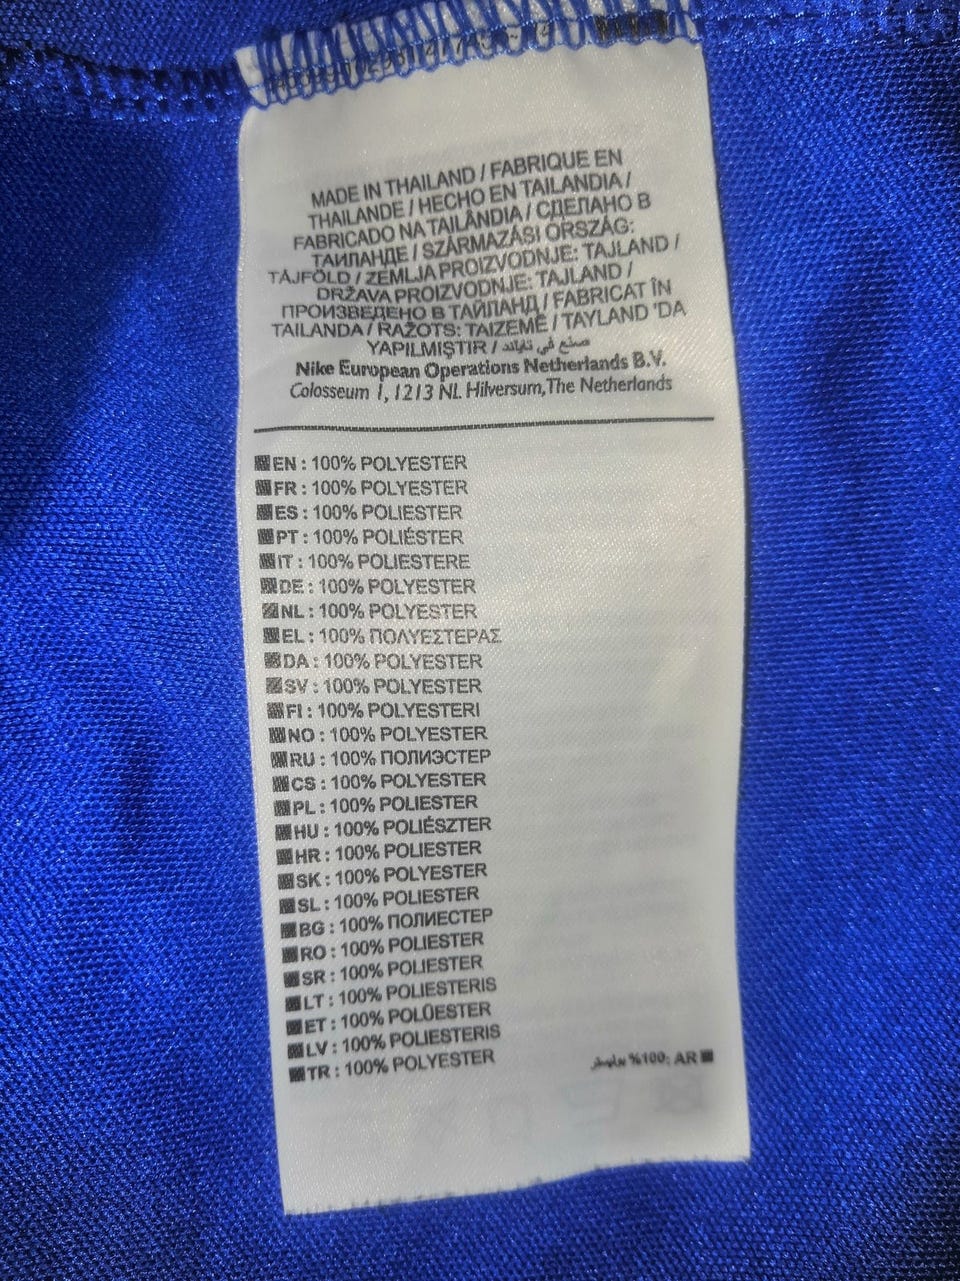 MADE IN THAILAND / FABRIQUE EN
THAILANDE / HECHO EN TAILANDIA /
FABRICADO NA TAILÂNDIA / СДЕЛАНО В
ТАИЛАНДЕ / SZÁRMAZÁSI ORSZÁG:
TAJFÖLD / ZEMLJA PROIZVODNJE: TAJLAND /
DRŽAVA PROIZVODNJE: TAJLAND /
ПРОИЗВЕДЕНО В ТАЙЛАНД / FABRICAT ÎN
TAILANDA / RAŽOTS: TAIZEMĒ / TAYLAND 'DA
YAPILMIŞTIR / صنع في تايلاند
Nike European Operations Netherlands B.V.
Colosseum 1, 1213 NL Hilversum, The Netherlands
EN : 100% POLYESTER
FR : 100% POLYESTER
ES : 100% POLIESTER
PT : 100% POLIÉSTER
IT : 100% POLIESTERE
DE : 100% POLYESTER
NL : 100% POLYESTER
EL : 100% ΠΟΛΥΕΣΤΕΡΑΣ
DA : 100% POLYESTER
SV : 100% POLYESTER
FI : 100% POLYESTERI
NO : 100% POLYESTER
RU : 100% ПОЛИЭСТЕР
CS : 100% POLYESTER
PL : 100% POLIESTER
HU : 100% POLIÉSZTER
HR : 100% POLIESTER
SK : 100% POLYESTER
SL : 100% POLIESTER
BG : 100% ПОЛИЕСТЕР
RO : 100% POLIESTER
SR : 100% POLIESTER
LT : 100% POLIESTERIS
ET : 100% POLÜESTER
LV : 100% POLIESTERIS
TR : 100% POLYESTER
AR :100%